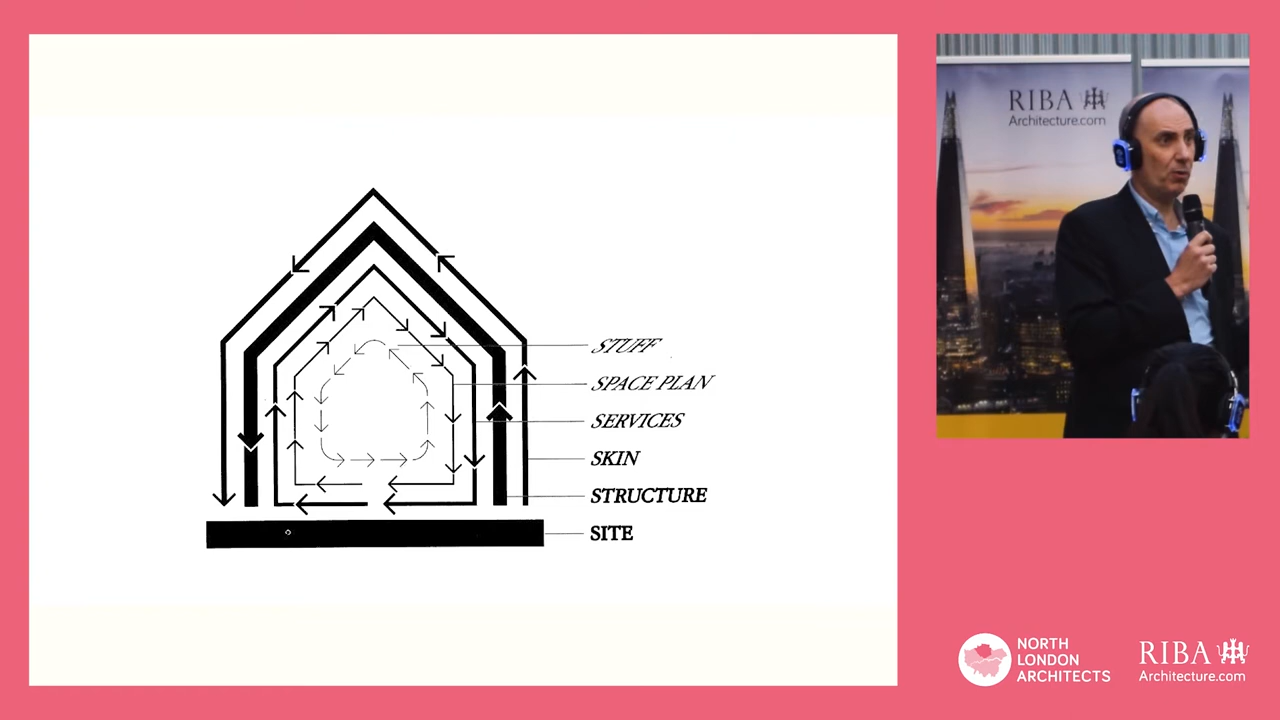 STUFF
SPACE PLAN
SERVICES
SKIN
STRUCTURE
SITE
RIBA
Architecture.com
NORTH
LONDON
ARCHITECTS
RIBA
Architecture.com